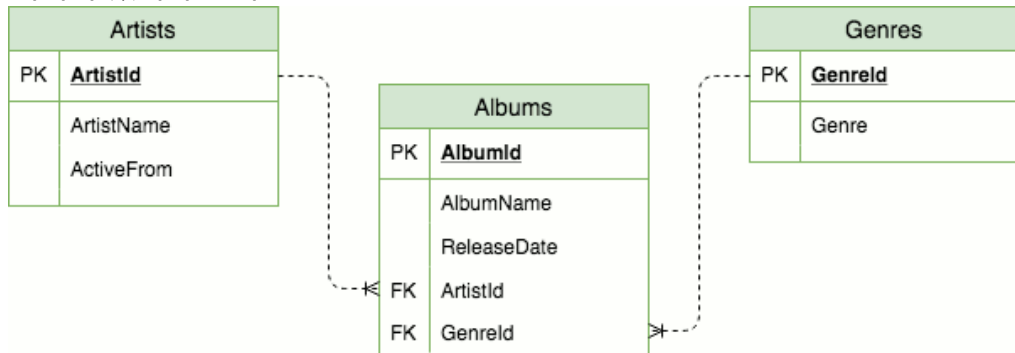 Artists
PK ArtistId
ArtistName
ActiveFrom
Albums
PK AlbumId
AlbumName
ReleaseDate
FK ArtistId
FK GenreId
Genres
PK GenreId
Genre